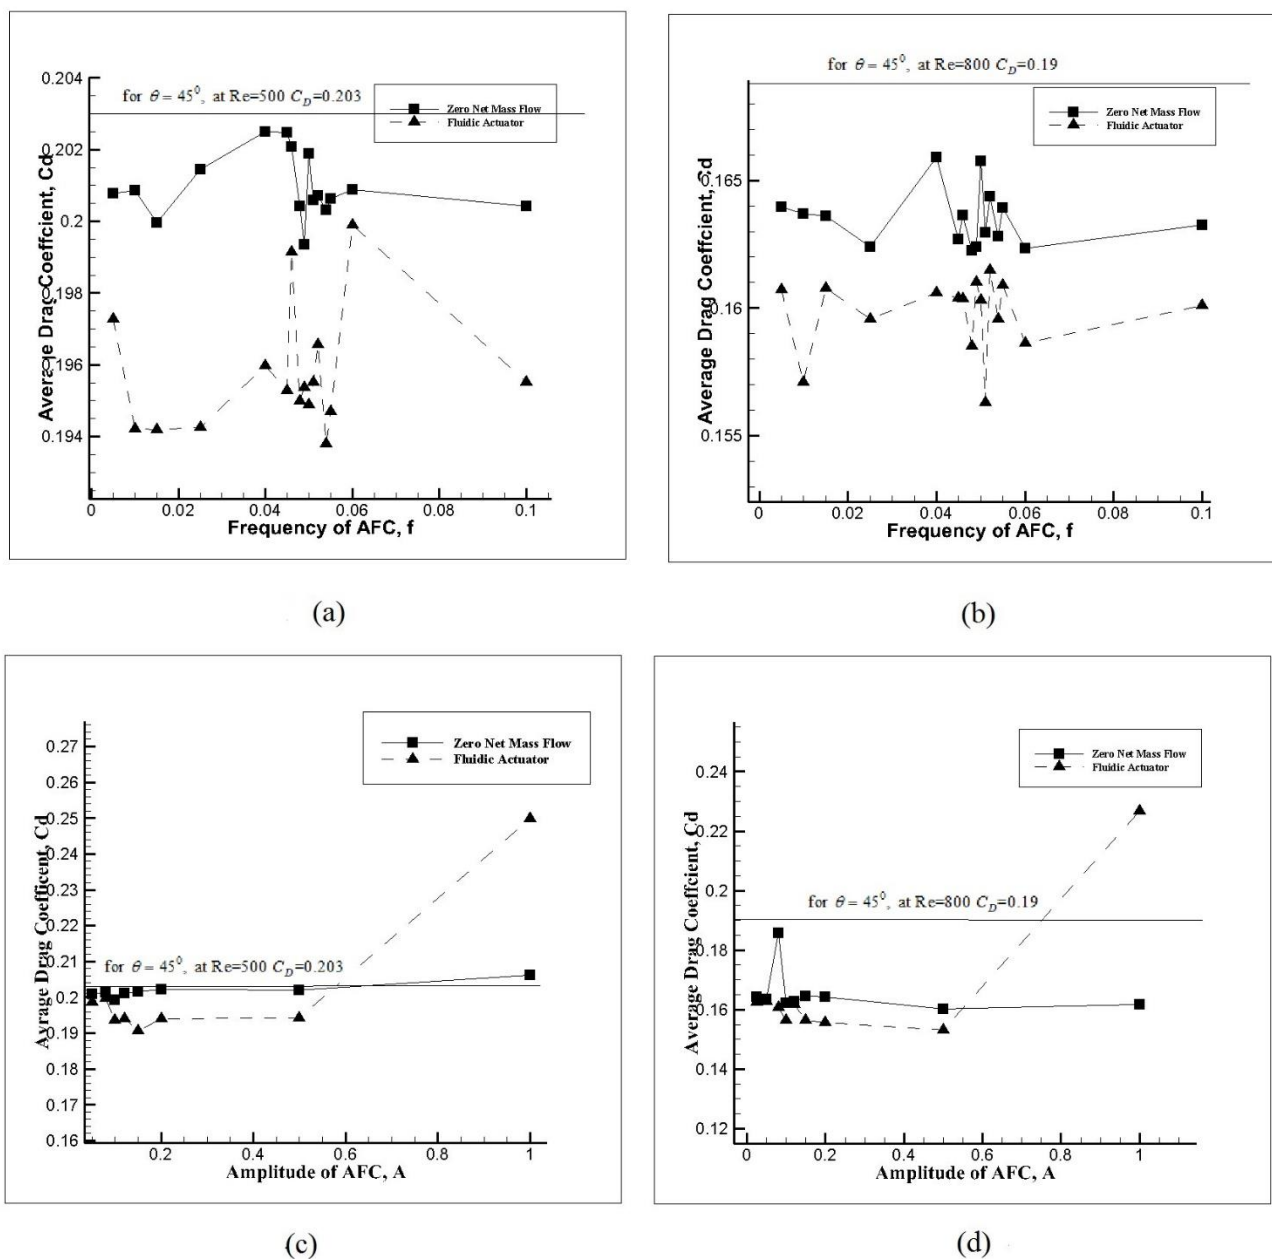 0.204
for θ = 45⁰, at Re=500 C_D=0.203
Zero Net Mass Flow
Fluidic Actuator
0.202
0.2
0.198
0.196
0.194
Average Drag Coeffcient, Cd
0 0.02 0.04 0.06 0.08 0.1
Frequency of AFC, f
(a)
for θ = 45⁰, at Re=800 C_D=0.19
Zero Net Mass Flow
Fluidic Actuator
0.165
0.16
0.155
Average Drag Coeffcient, Cd
0 0.02 0.04 0.06 0.08 0.1
Frequency of AFC, f
(b)
Zero Net Mass Flow
Fluidic Actuator
0.27
0.26
0.25
0.24
0.23
0.22
0.21
for θ = 45⁰, at Re=500 C_D=0.203
0.2
0.19
0.18
0.17
0.16
Avrage Drag Coefficent, Cd
0.2 0.4 0.6 0.8 1
Amplitude of AFC, A
(c)
Zero Net Mass Flow
Fluidic Actuator
0.24
0.22
0.2
for θ = 45⁰, at Re=800 C_D=0.19
0.18
0.16
0.14
0.12
Average Drag Coeffcient, Cd
0 0.2 0.4 0.6 0.8 1
Amplitude of AFC, A
(d)